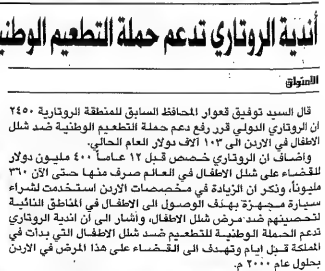 أندية الروتاري تدعم حملة التطعيم الوطني
الاسواق
قال السيد توفيق قعوار المحافظ السابق للمنطقة الروتارية ٢٤٥٠
ان الروتاري الدولي قرر رفع دعم حملة التطعيم الوطنية ضد شلل
الاطفال في الاردن الى ١٠٣ آلاف دولار العام الحالي.
واضاف ان الروتاري خصص قبل ١٢ عاماً ٤٠٠ مليون دولار
للقضاء على شلل الاطفال في العالم صرف منها حتى الآن ٣٦٠
مليوناً، وذكر ان الزيادة في مخصصات الاردن استخدمت لشراء
سيارة مجهزة بهدف الوصول الى الاطفال في المناطق النائية
لتحصينهم ضد مرض شلل الاطفال، وأشار الى ان اندية الروتاري
تدعم الحملة الوطنية للتطعيم ضد شلل الاطفال التي بدأت في
المملكة قبل ايام وتهدف الى القضاء على هذا المرض في الاردن
بحلول عام ٢٠٠٠ م.